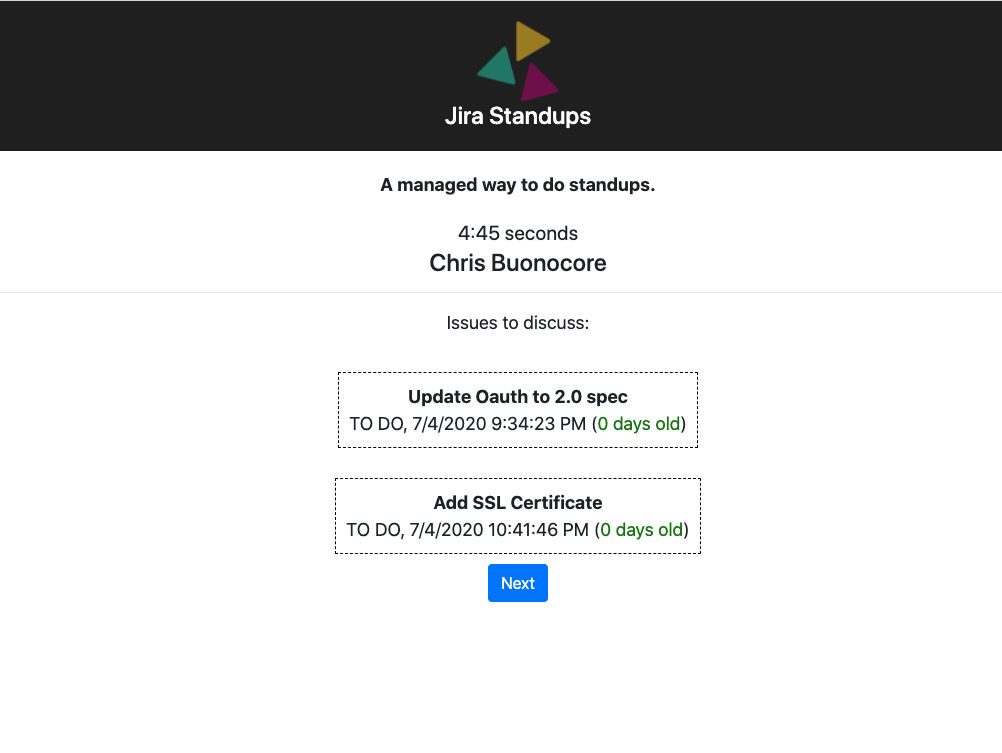 Jira Standups
A managed way to do standups.
4:45 seconds
Chris Buonocore
Issues to discuss:
Update Oauth to 2.0 spec
TO DO, 7/4/2020 9:34:23 PM (0 days old)
Add SSL Certificate
TO DO, 7/4/2020 10:41:46 PM (0 days old)
Next